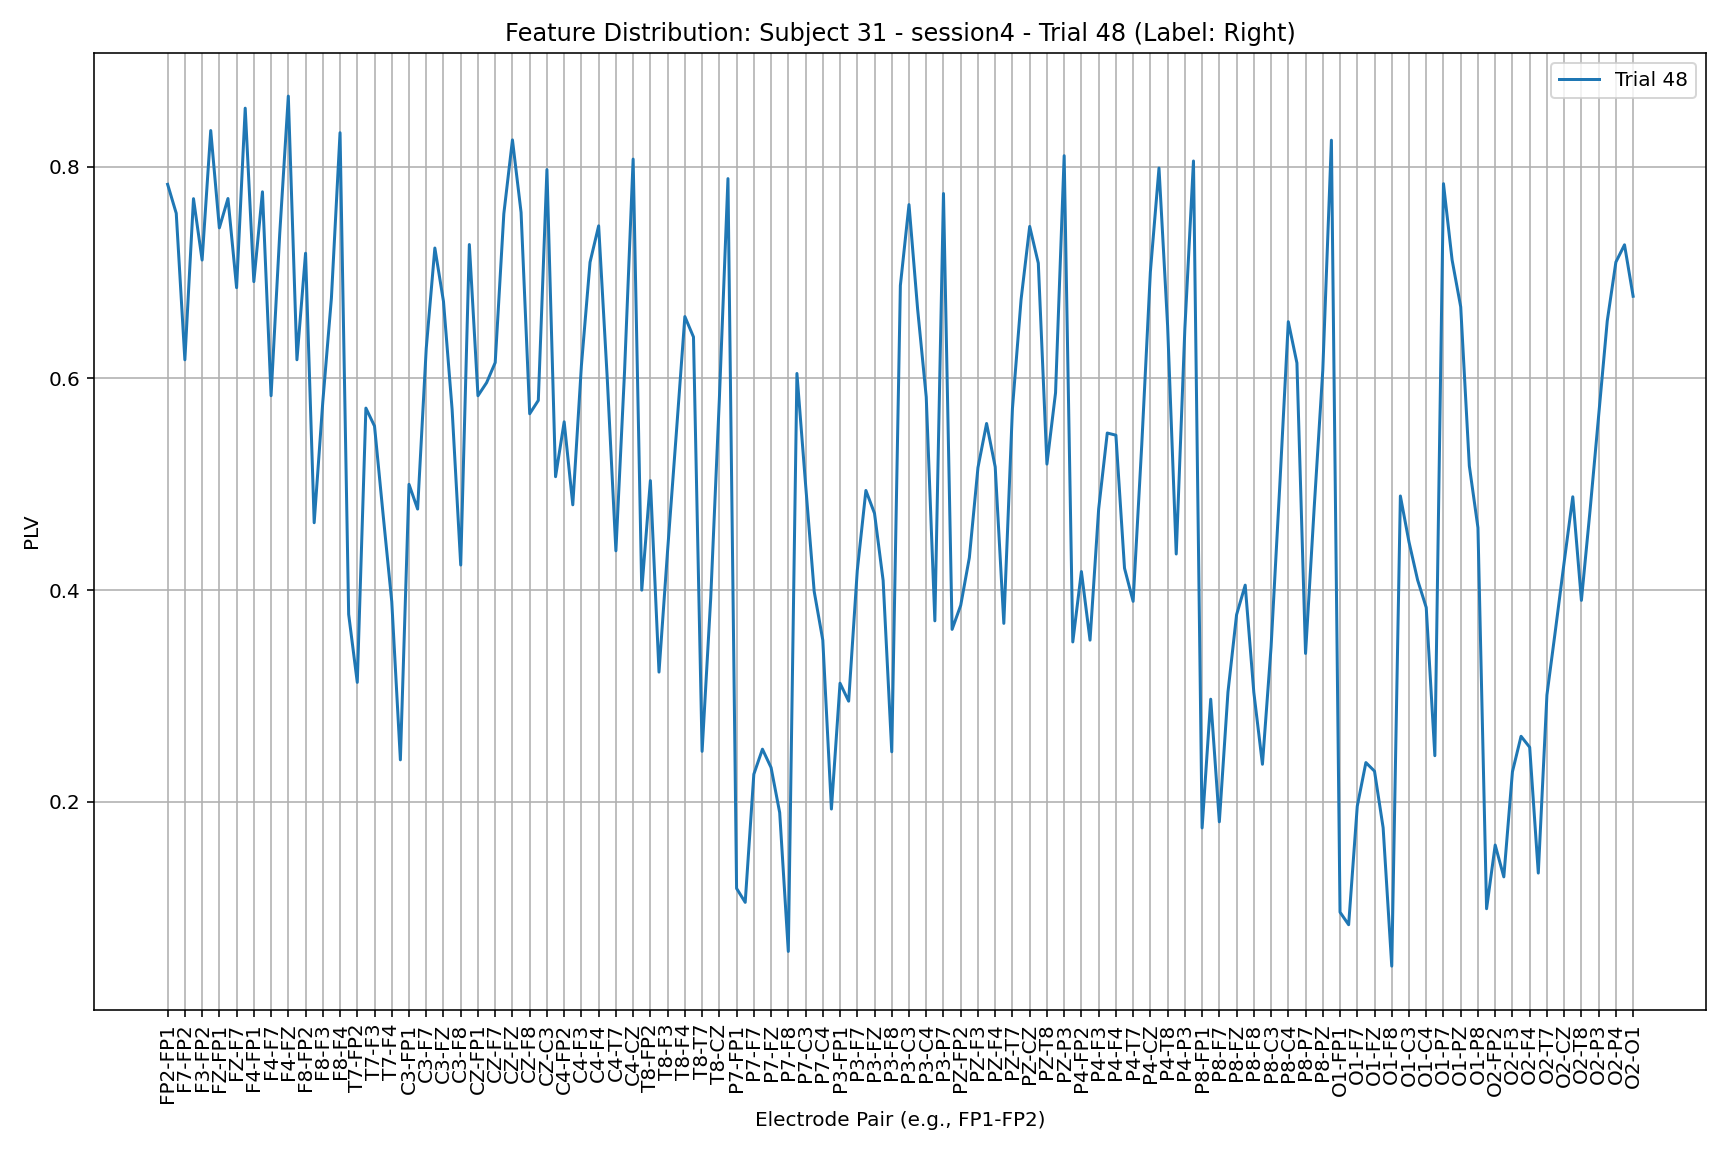 Feature Distribution: Subject 31 - session4 - Trial 48 (Label: Right)
Trial 48
PLV
0.8
0.6
0.4
0.2
FP2-FP1
F7-FP2
F3-FP2
FZ-FP1
FZ-F7
F4-FP1
F4-F7
F4-FZ
F8-FP2
F8-F3
F8-F4
T7-FP2
T7-F3
T7-F4
C3-FP1
C3-F7
C3-FZ
C3-F8
CZ-FP1
CZ-F7
CZ-FZ
CZ-F8
CZ-C3
C4-FP2
C4-F3
C4-F4
C4-T7
C4-CZ
T8-FP2
T8-F3
T8-F4
T8-T7
T8-CZ
P7-FP1
P7-F7
P7-FZ
P7-F8
P7-C3
P7-C4
P3-FP1
P3-F7
P3-FZ
P3-F8
P3-C3
P3-C4
P3-P7
PZ-FP2
PZ-F3
PZ-F4
PZ-T7
PZ-CZ
PZ-T8
PZ-P3
P4-FP2
P4-F3
P4-F4
P4-T7
P4-CZ
P4-T8
P4-P3
P8-FP1
P8-F7
P8-FZ
P8-F8
P8-C3
P8-C4
P8-P7
P8-PZ
O1-FP1
O1-F7
O1-FZ
O1-F8
O1-C3
O1-C4
O1-P7
O1-PZ
O1-P8
O2-FP2
O2-F3
O2-F4
O2-T7
O2-CZ
O2-T8
O2-P3
O2-P4
O2-O1
Electrode Pair (e.g., FP1-FP2)